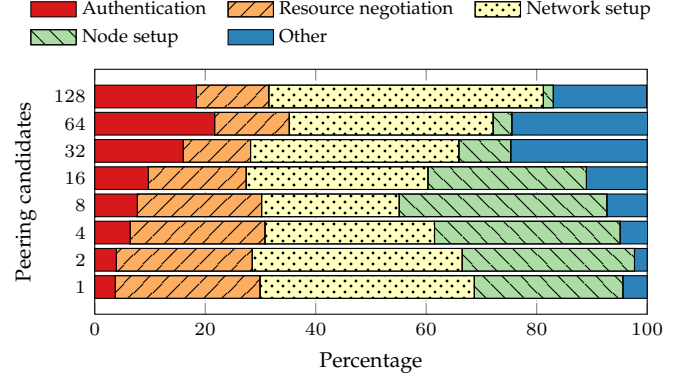 Authentication Resource negotiation Network setup
Node setup Other
128
64
32
16
8
4
2
1
Peering candidates
0 20 40 60 80 100
Percentage